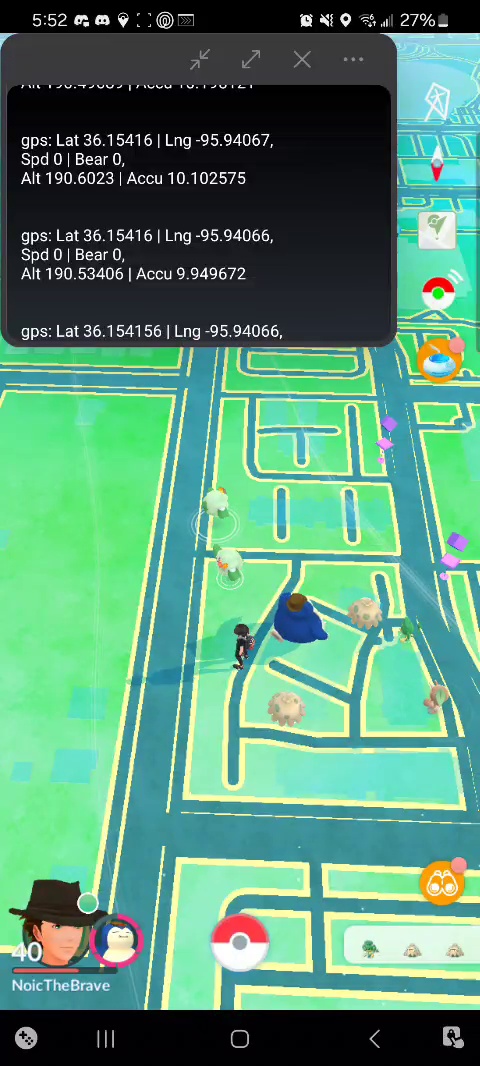 5:52
27%
gps: Lat 36.15416 | Lng -95.94067,
Spd 0 | Bear 0,
Alt 190.6023 | Accu 10.102575
gps: Lat 36.15416 | Lng -95.94066,
Spd 0 | Bear 0,
Alt 190.53406 | Accu 9.949672
gps: Lat 36.154156 | Lng -95.94066,
40
NoicTheBrave